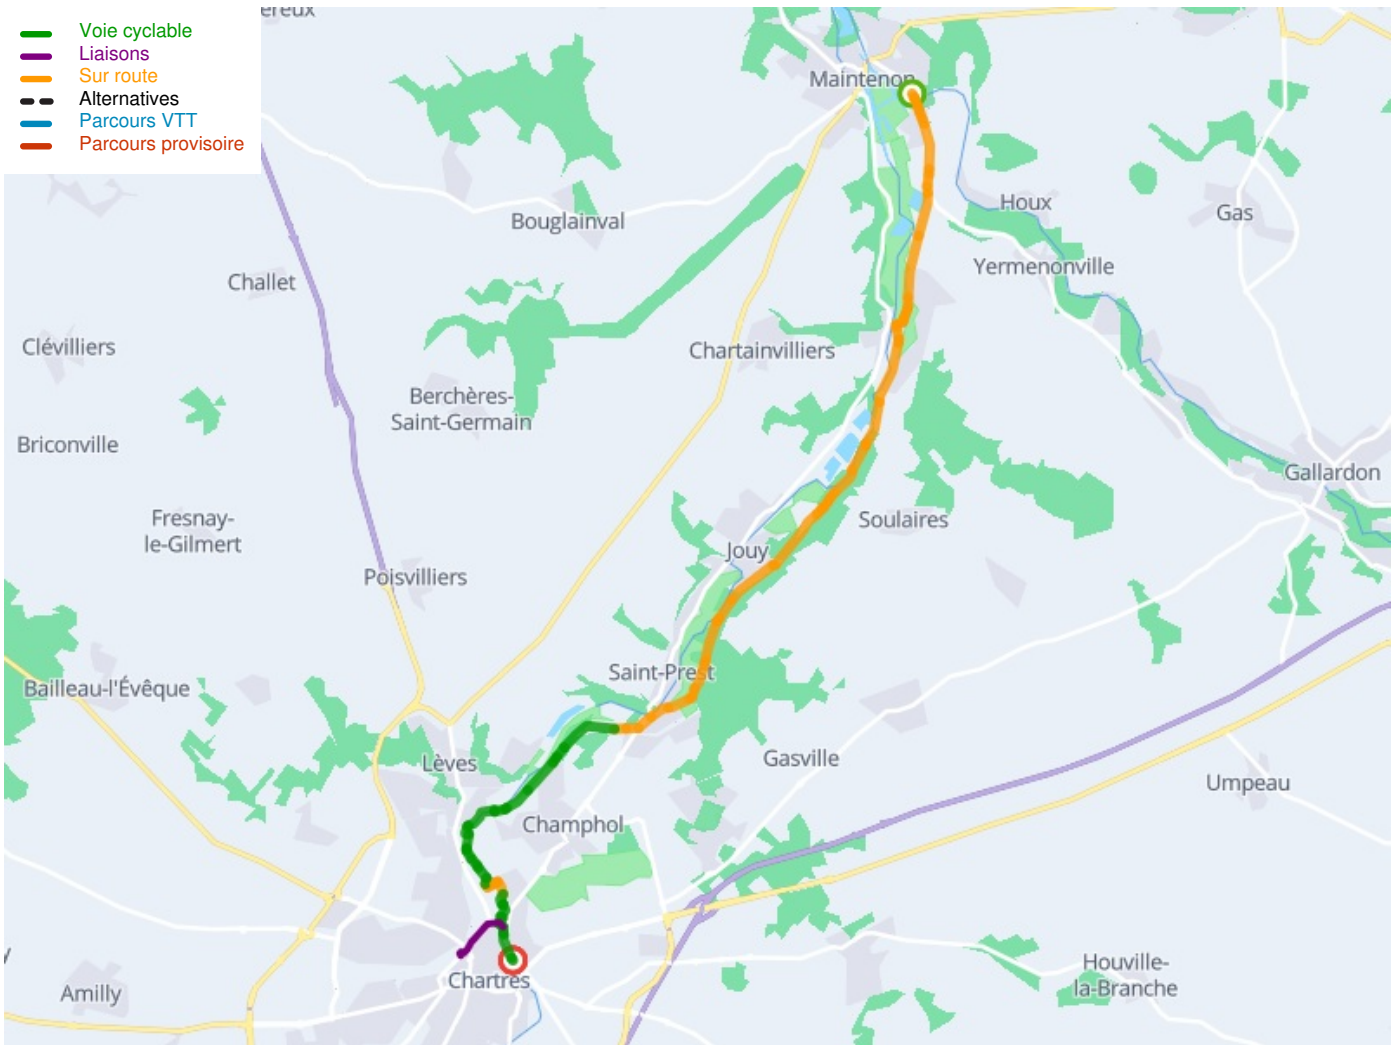 Voie cyclable
Liaisons
Sur route
Alternatives
Parcours VTT
Parcours provisoire
Maintenon
Bouglainval
Houx
Gas
Yermenonville
Challet
Clévilliers
Chartainvilliers
Berchères-
Saint-Germain
Briconville
Gallardon
Fresnay-
le-Gilmert
Soulaires
Jouy
Poisvilliers
Saint-Prest
Bailleau-l'Évêque
Lèves
Gasville
Umpeau
Champhol
Houville-
la-Branche
Chartres
Amilly